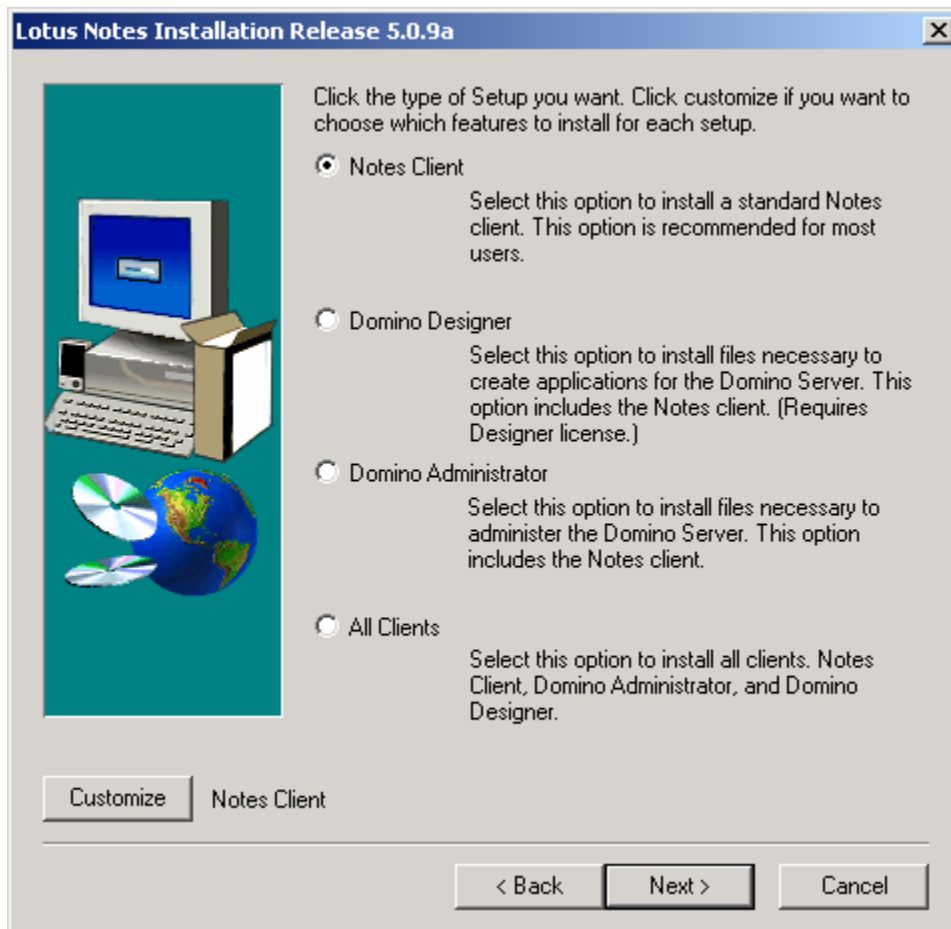 Lotus Notes Installation Release 5.0.9a
Click the type of Setup you want. Click customize if you want to
choose which features to install for each setup.
Notes Client
Select this option to install a standard Notes
client. This option is recommended for most
users.
Domino Designer
Select this option to install files necessary to
create applications for the Domino Server. This
option includes the Notes client. (Requires
Designer license.)
Domino Administrator
Select this option to install files necessary to
administer the Domino Server. This option
includes the Notes client.
All Clients
Select this option to install all clients. Notes
Client, Domino Administrator, and Domino
Designer.
Customize Notes Client
< Back Next > Cancel